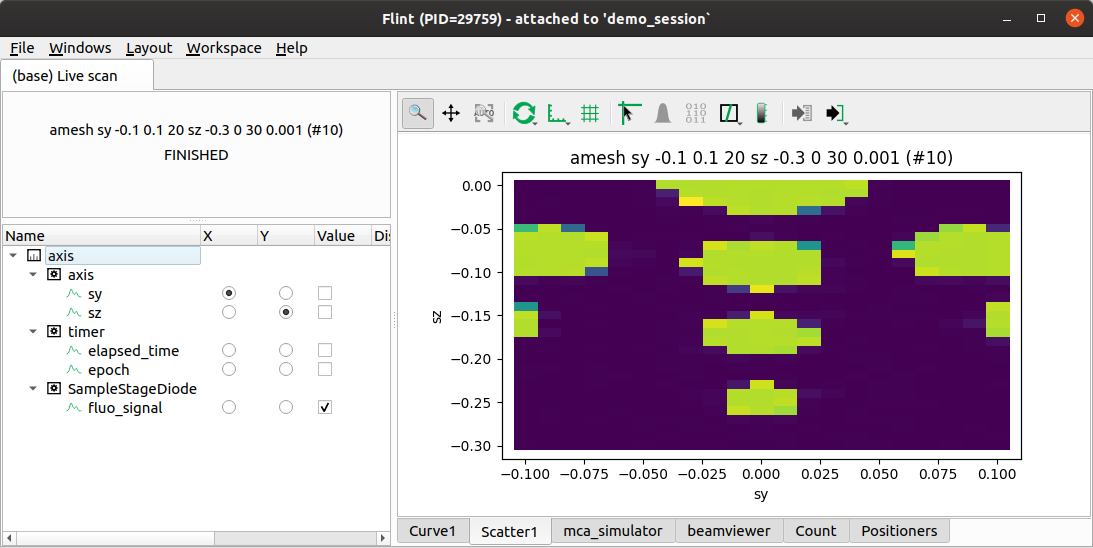 Flint (PID=29759) - attached to 'demo_session`
File Windows Layout Workspace Help
(base) Live scan
amesh sy -0.1 0.1 20 sz -0.3 0 30 0.001 (#10)
FINISHED
Name X Y Value Dis
axis
axis
sy
sz
timer
elapsed_time
epoch
SampleStageDiode
fluo_signal
AUTO
010
110
011
amesh sy -0.1 0.1 20 sz -0.3 0 30 0.001 (#10)
0.00
−0.05
−0.10
−0.15
−0.20
−0.25
−0.30
sz
−0.100 −0.075 −0.050 −0.025 0.000 0.025 0.050 0.075 0.100
sy
Curve1 Scatter1 mca_simulator beamviewer Count Positioners